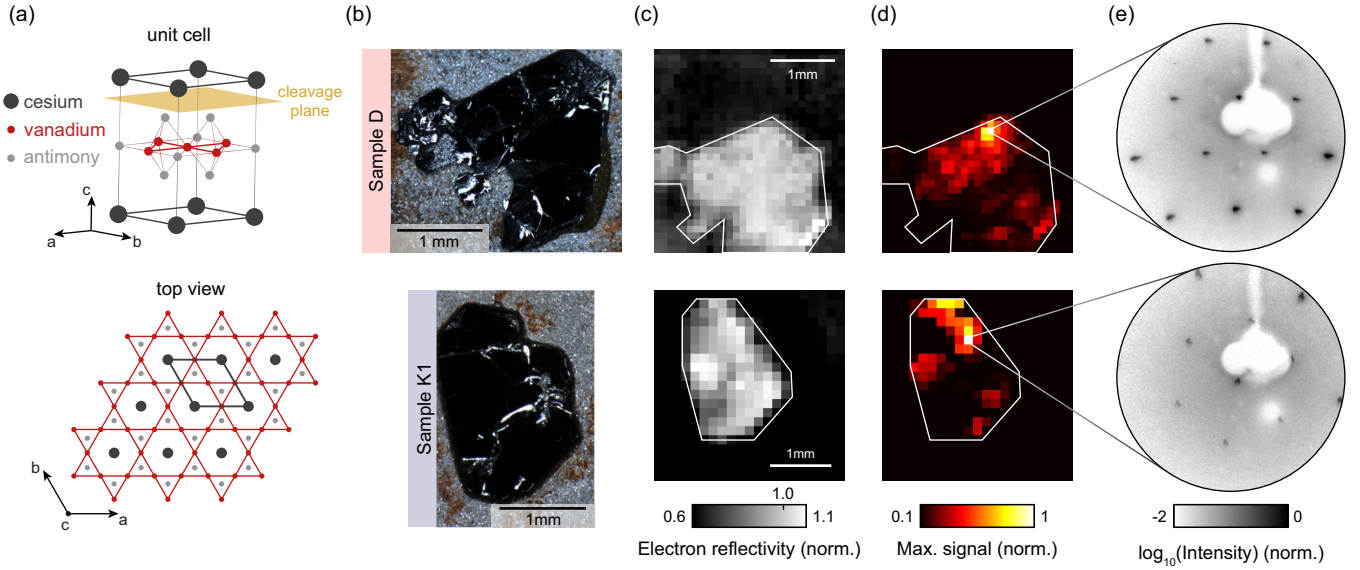 (a)
unit cell
cesium
vanadium
antimony
cleavage
plane
c
a
b
top view
b
c
a
(b)
Sample D
1 mm
Sample K1
1mm
(c)
1mm
1mm
1.0
0.6
1.1
Electron reflectivity (norm.)
(d)
0.1
1
Max. signal (norm.)
(e)
-2
0
log10(Intensity) (norm.)